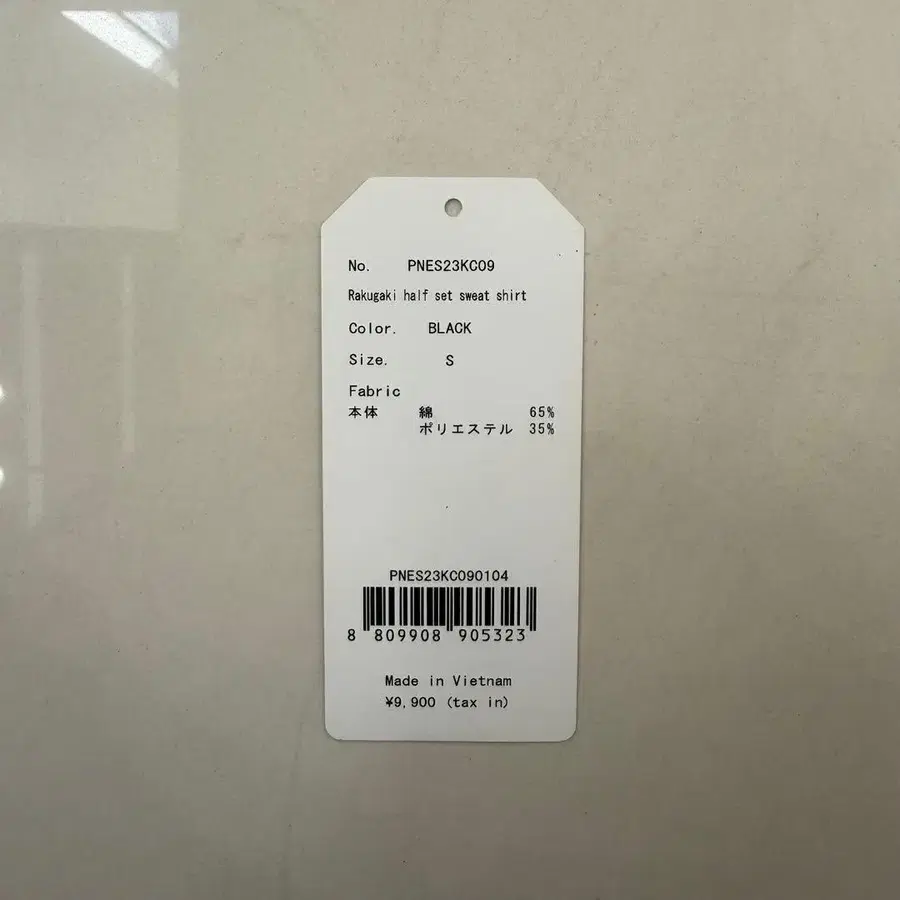 No. PNES23KC09
Rakugaki half set sweat shirt
Color. BLACK
Size. S
Fabric
本体 綿 65%
ポリエステル 35%
PNES23KC090104
8 809908 905323
Made in Vietnam
¥9,900 (tax in)